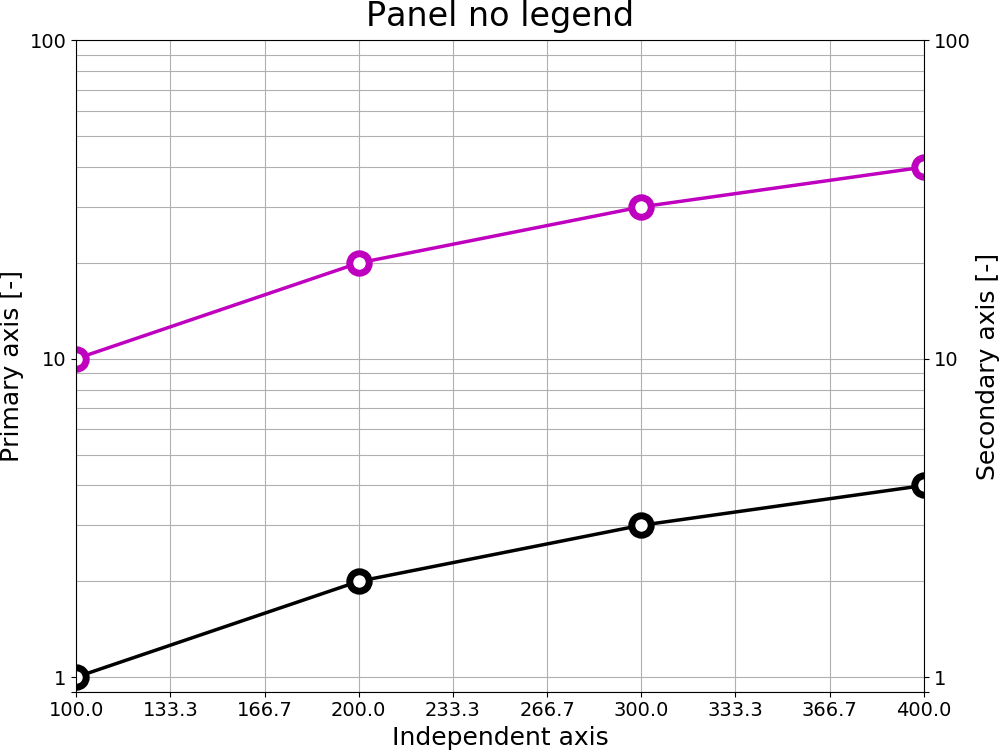 Panel no legend
100
10
1
Primary axis [-]
100
10
1
Secondary axis [-]
100.0 133.3 166.7 200.0 233.3 266.7 300.0 333.3 366.7 400.0
Independent axis